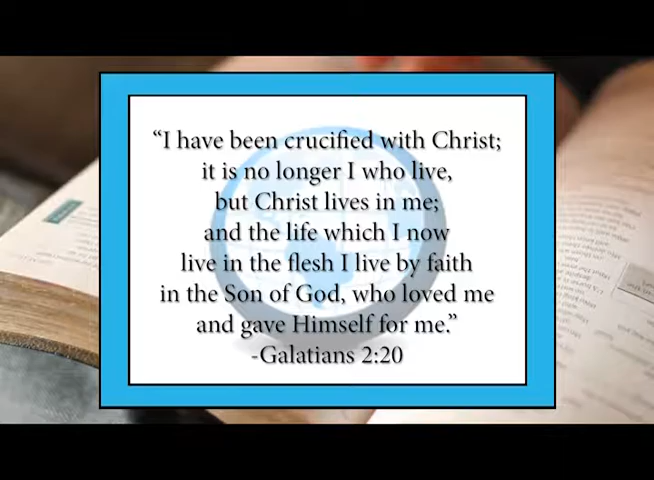 “I have been crucified with Christ;
it is no longer I who live,
but Christ lives in me;
and the life which I now
live in the flesh I live by faith
in the Son of God, who loved me
and gave Himself for me.”
-Galatians 2:20